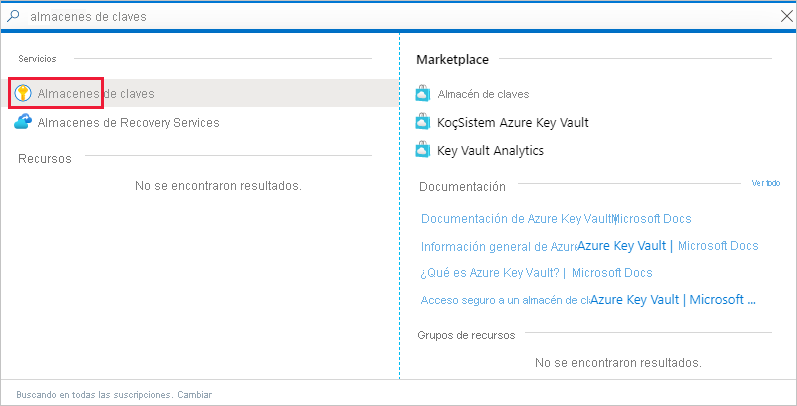 almacenes de claves
Servicios
Almacenes de claves
Almacenes de Recovery Services
Recursos
No se encontraron resultados.
Marketplace
Almacén de claves
KoçSistem Azure Key Vault
Key Vault Analytics
Documentación
Ver todo
Documentación de Azure Key Vault | Microsoft Docs
Información general de Azure Azure Key Vault | Microsoft Docs
¿Qué es Azure Key Vault? | Microsoft Docs
Acceso seguro a un almacén de cl Azure Key Vault | Microsoft ...
Grupos de recursos
No se encontraron resultados.
Buscando en todas las suscripciones. Cambiar